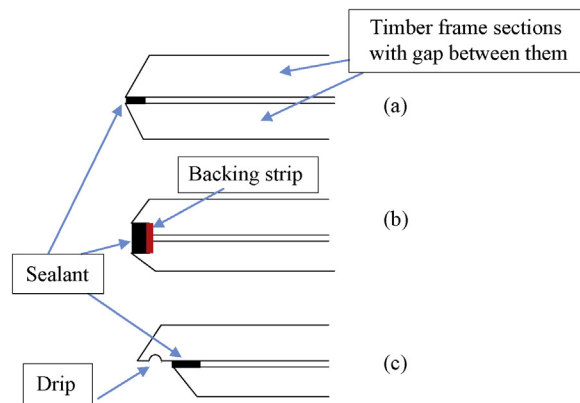 Timber frame sections
with gap between them
(a)
Backing strip
(b)
Sealant
(c)
Drip